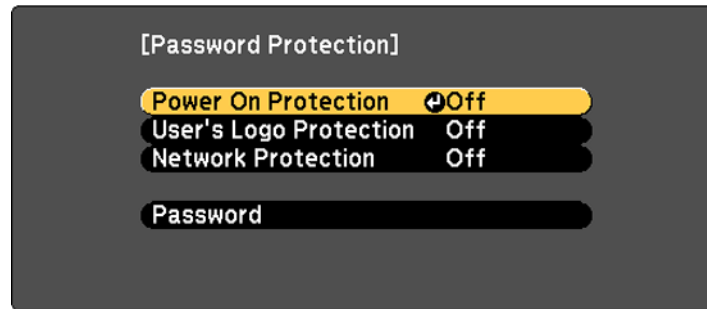 [Password Protection]
Power On Protection Off
User's Logo Protection Off
Network Protection Off
Password